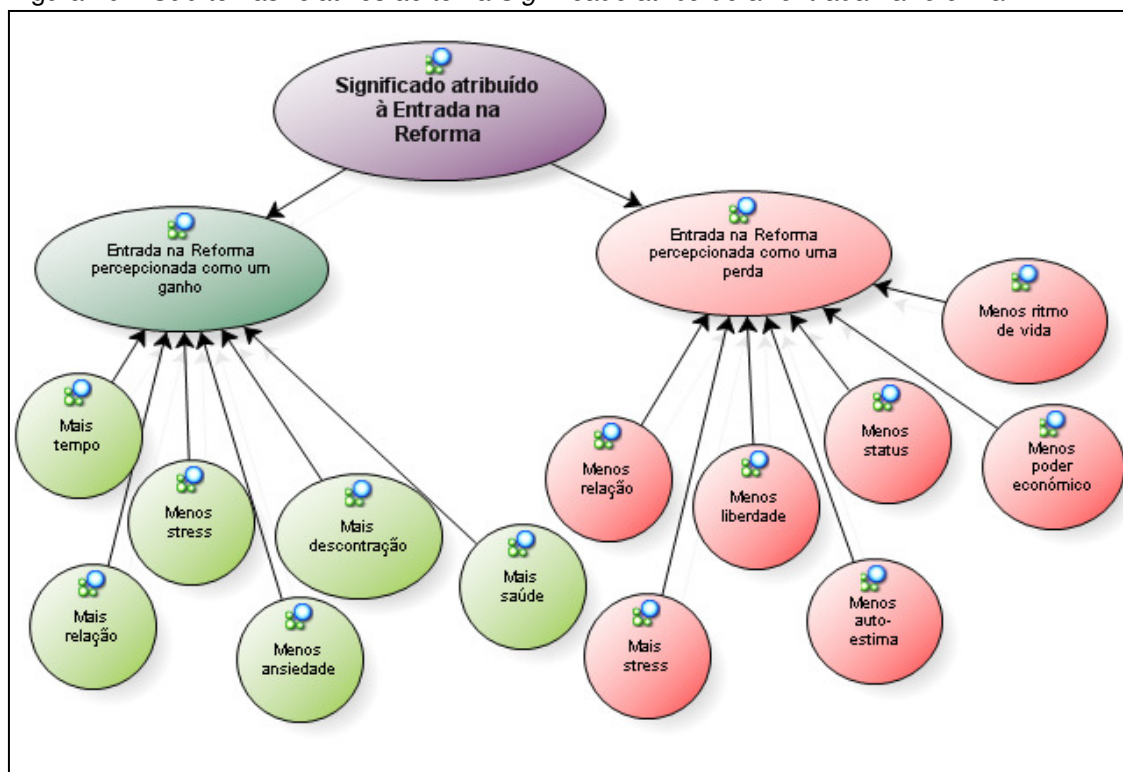 Significado atribuído
à Entrada na
Reforma
Entrada na Reforma
percepcionada como um
ganho
Entrada na Reforma
percepcionada como uma
perda
Menos ritmo
de vida
Mais
tempo
Menos
stress
Mais
descontração
Mais
saúde
Mais
relação
Menos
ansiedade
Menos
relação
Menos
liberdade
Menos
status
Menos
poder
económico
Mais
stress
Menos
auto-
estima